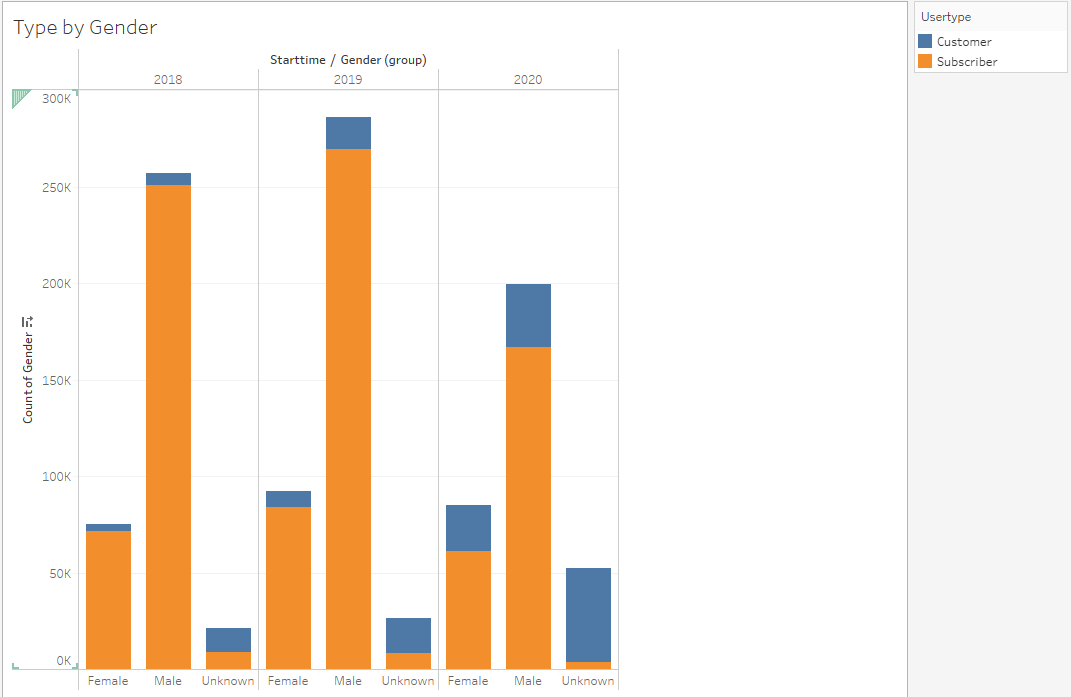 Type by Gender
Usertype
Customer
Subscriber
Starttime / Gender (group)
2018 2019 2020
300K
250K
200K
150K
100K
50K
0K
Count of Gender
Female Male Unknown Female Male Unknown Female Male Unknown